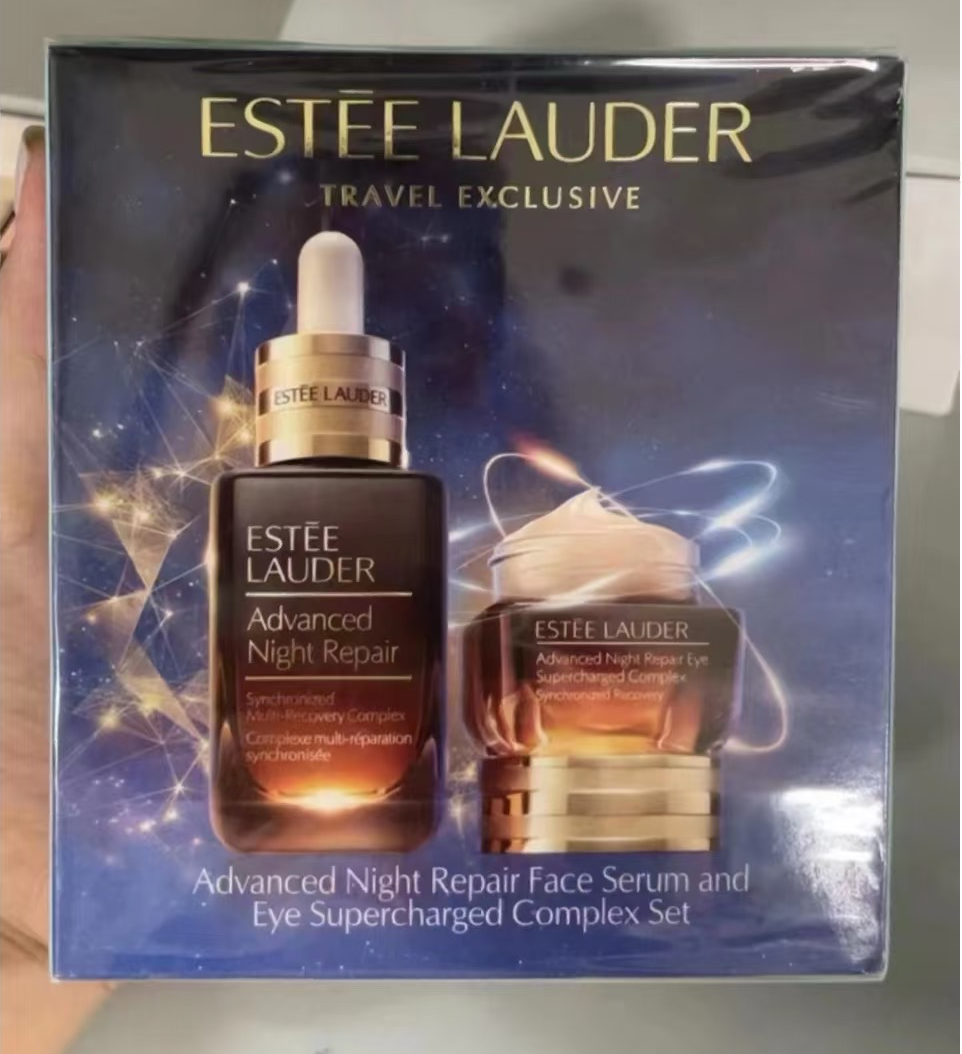 ESTĒE LAUDER
TRAVEL EXCLUSIVE
ESTĒE LAUDER
ESTĒE
LAUDER
Advanced
Night Repair
Synchronized
Multi-Recovery Complex
Complexe multi-réparation
synchronisée
ESTĒE LAUDER
Advanced Night Repair Eye
Supercharged Complex
Synchronized Recovery
Advanced Night Repair Face Serum and
Eye Supercharged Complex Set